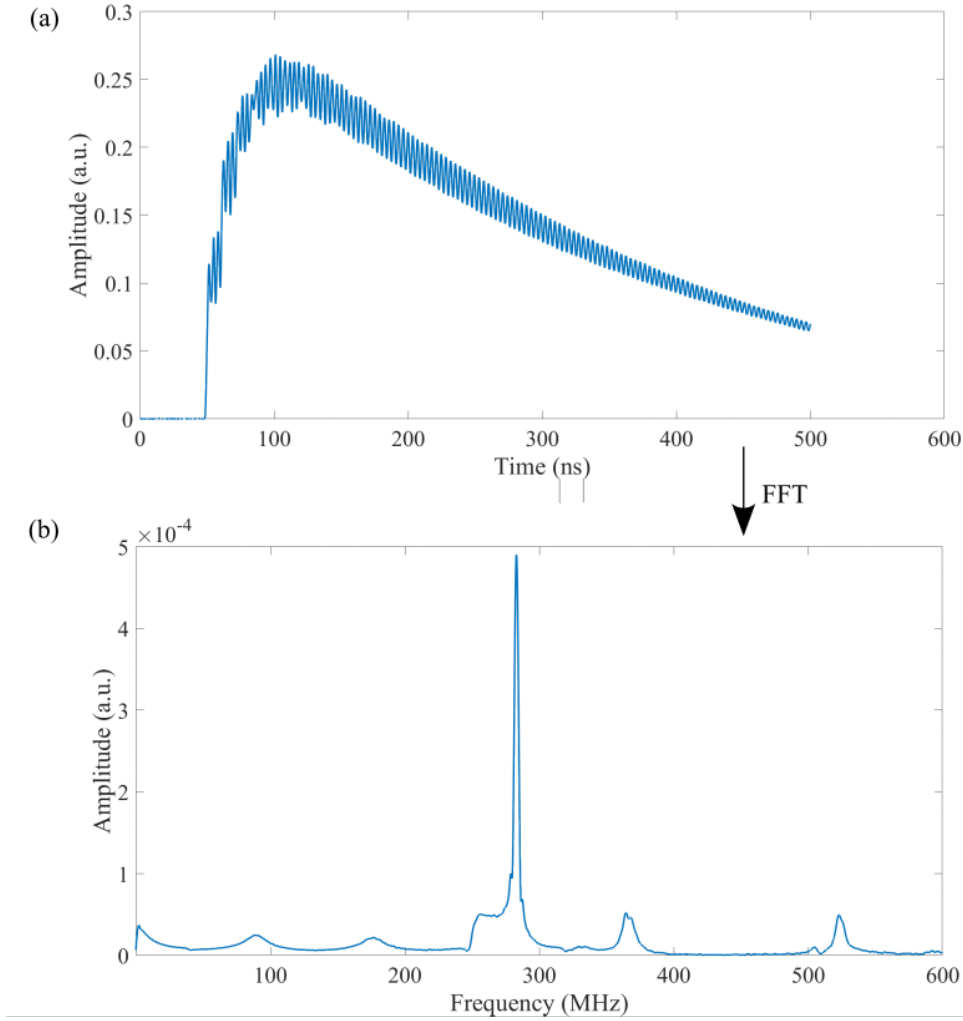 (a)
0.3
0.25
0.2
0.15
0.1
0.05
0
Amplitude (a.u.)
0 100 200 300 400 500 600
Time (ns)
FFT
(b)
×10⁻⁴
5
4
3
2
1
0
Amplitude (a.u.)
100 200 300 400 500 600
Frequency (MHz)